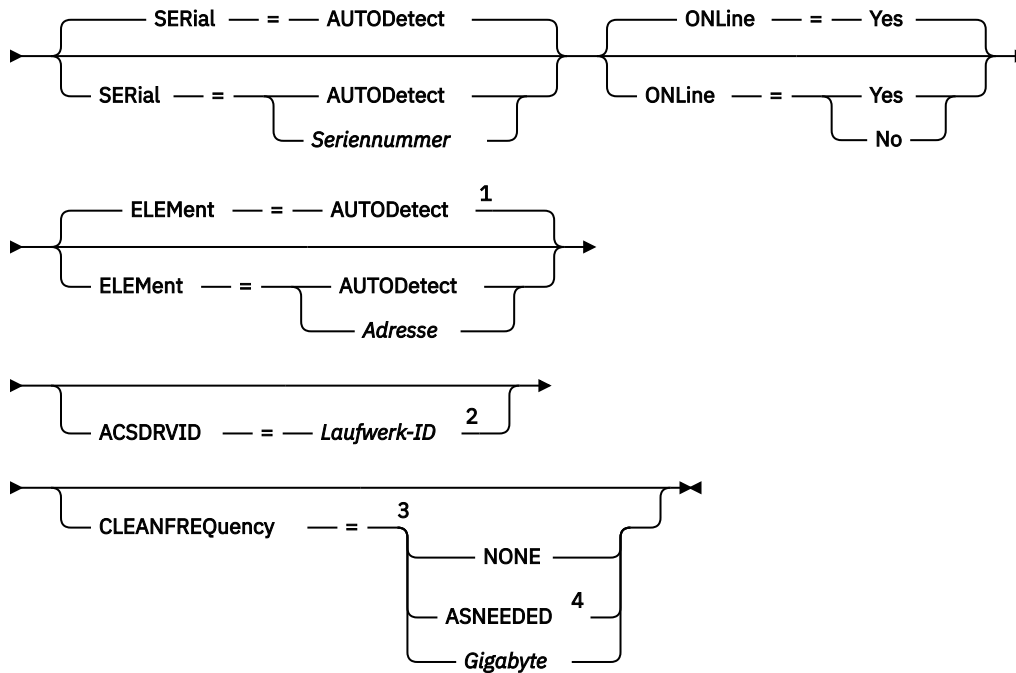 SERial = AUTODetect ONLine = Yes
SERial = AUTODetect ONLine = Yes
Seriennummer No
ELEMent = AUTODetect 1
ELEMent = AUTODetect
Adresse
ACSDRVID = Laufwerk-ID 2
CLEANFREQuency = 3
NONE
ASNEEDED 4
Gigabyte